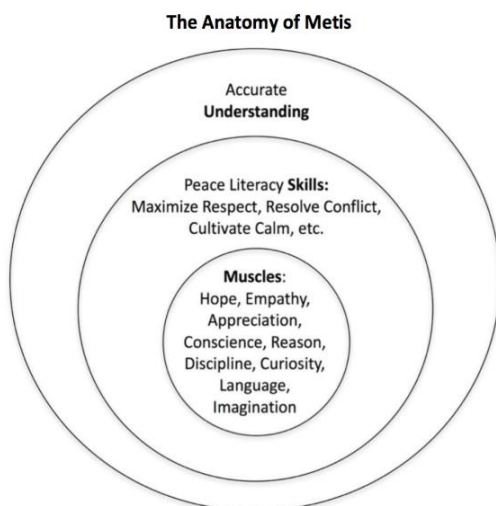 The Anatomy of Metis
Accurate
Understanding
Peace Literacy Skills:
Maximize Respect, Resolve Conflict,
Cultivate Calm, etc.
Muscles:
Hope, Empathy,
Appreciation,
Conscience, Reason,
Discipline, Curiosity,
Language,
Imagination